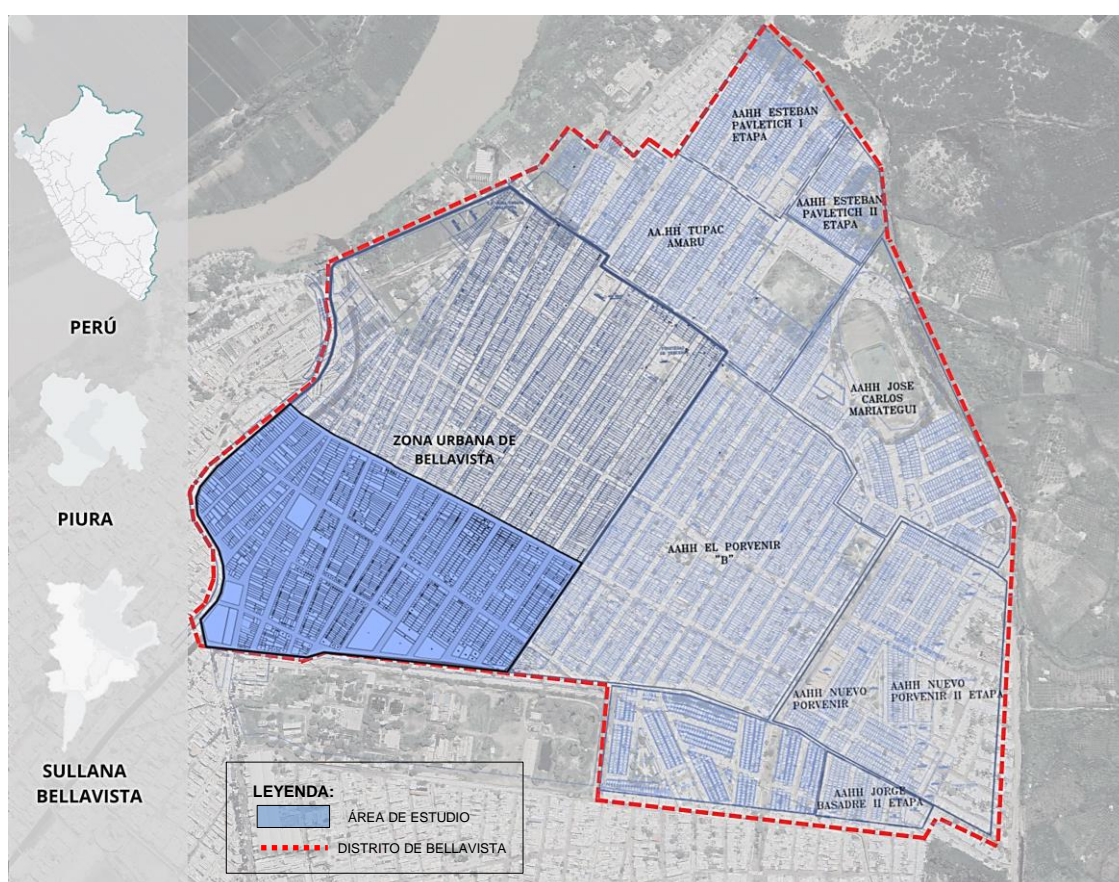 PERÚ
PIURA
SULLANA
BELLAVISTA
AAHH ESTEBAN
PAVLETICH I
ETAPA
AAHH ESTEBAN
PAVLETICH II
ETAPA
AA.HH TUPAC
AMARU
AAHH JOSE
CARLOS
MARIATEGUI
ZONA URBANA DE
BELLAVISTA
AAHH EL PORVENIR
"B"
AAHH NUEVO
PORVENIR
AAHH NUEVO
PORVENIR II ETAPA
AAHH JORGE
BASADRE II ETAPA
LEYENDA:
ÁREA DE ESTUDIO
DISTRITO DE BELLAVISTA